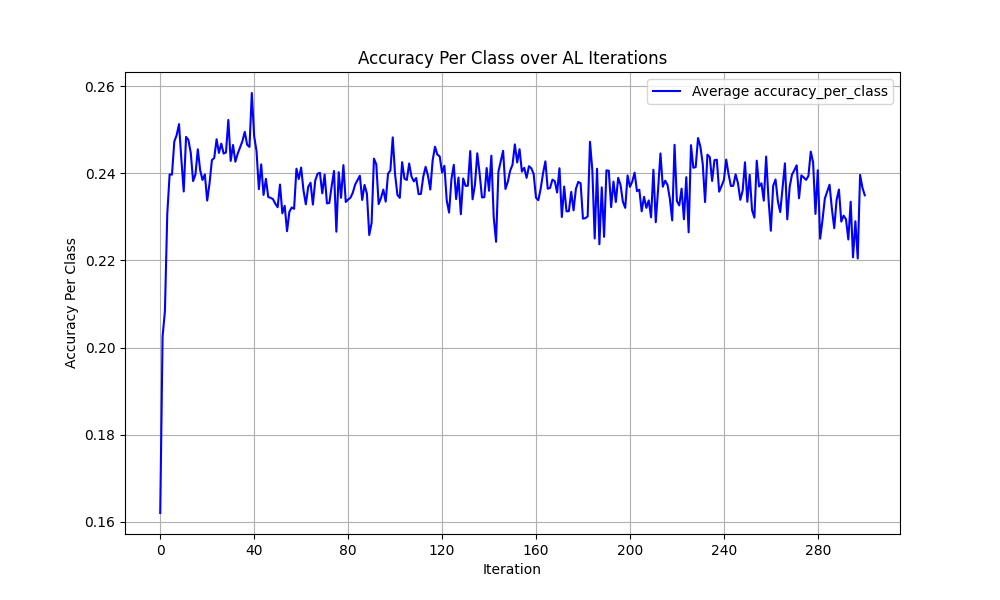 Accuracy Per Class over AL Iterations
Average accuracy_per_class
Accuracy Per Class
0.26
0.24
0.22
0.20
0.18
0.16
0 40 80 120 160 200 240 280
Iteration